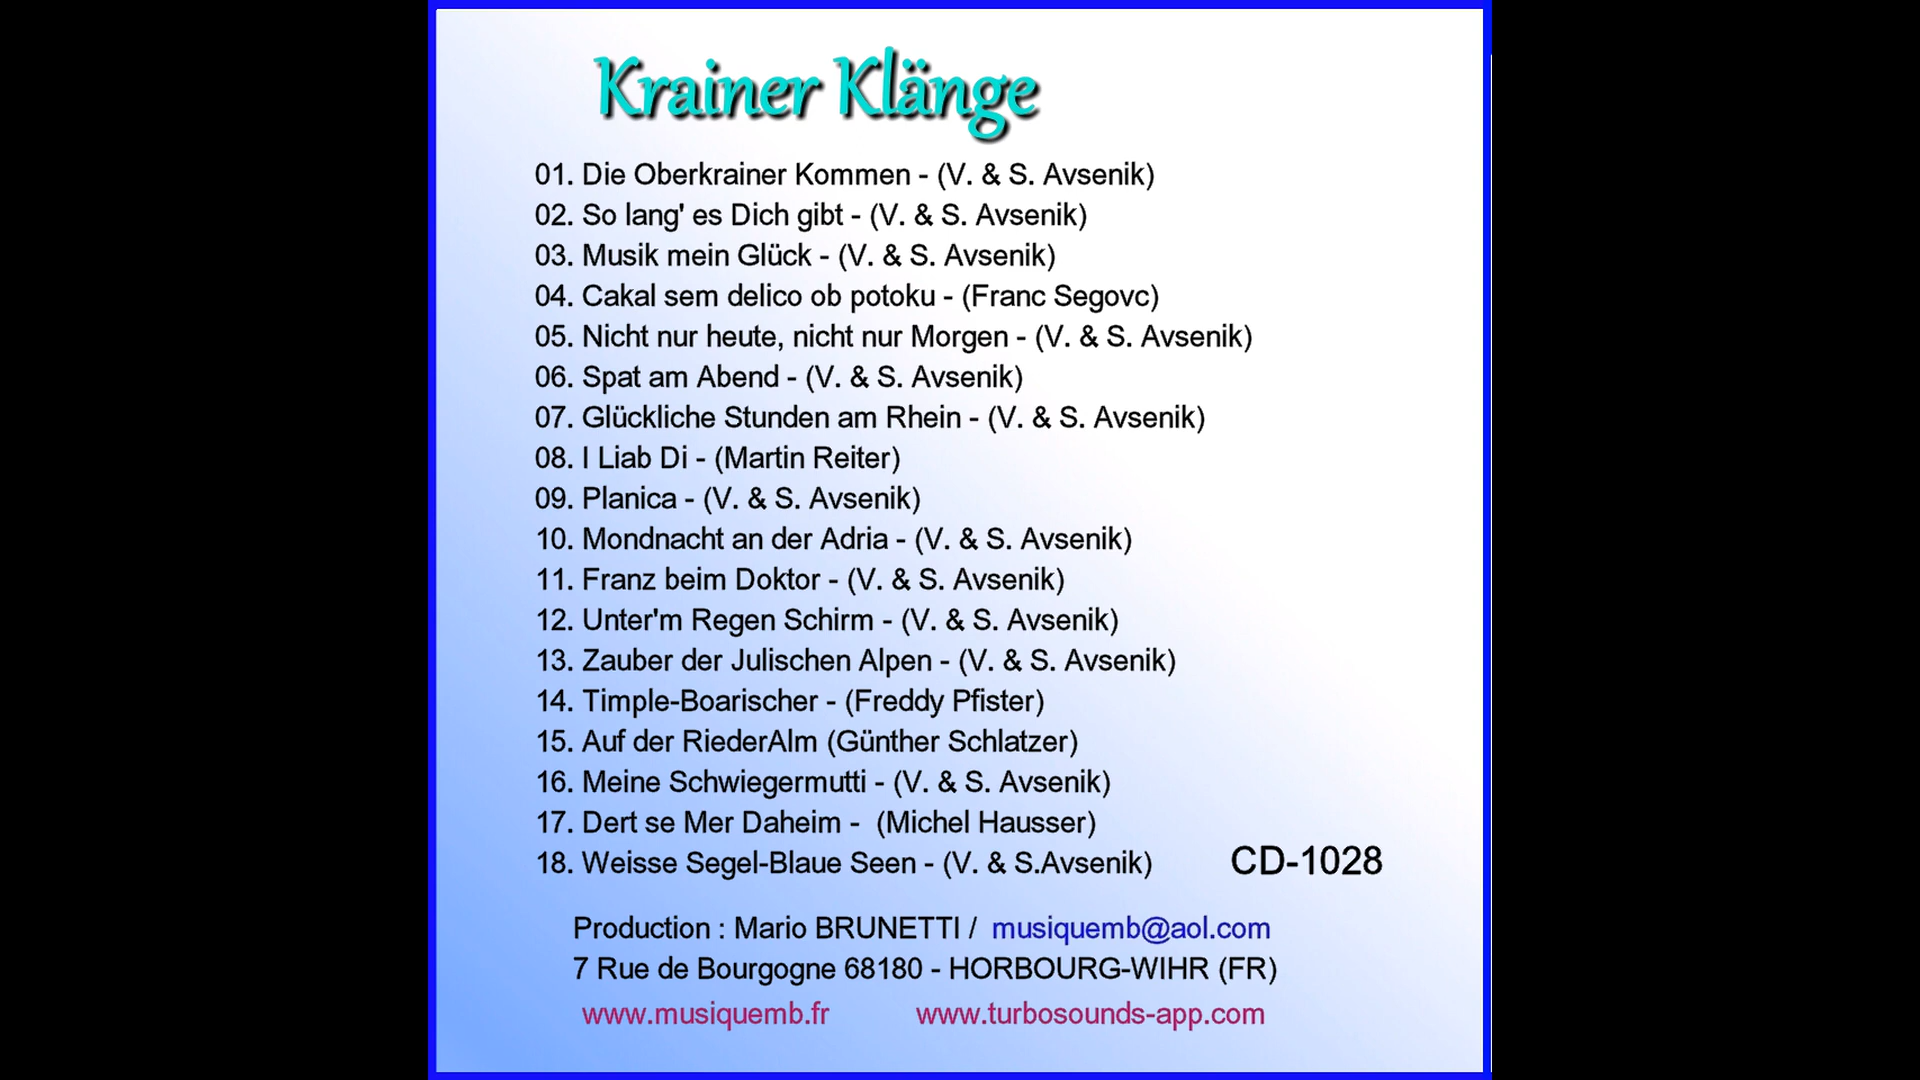 Krainer Klänge
01. Die Oberkrainer Kommen - (V. & S. Avsenik)
02. So lang' es Dich gibt - (V. & S. Avsenik)
03. Musik mein Glück - (V. & S. Avsenik)
04. Cakal sem delico ob potoku - (Franc Segovc)
05. Nicht nur heute, nicht nur Morgen - (V. & S. Avsenik)
06. Spat am Abend - (V. & S. Avsenik)
07. Glückliche Stunden am Rhein - (V. & S. Avsenik)
08. I Liab Di - (Martin Reiter)
09. Planica - (V. & S. Avsenik)
10. Mondnacht an der Adria - (V. & S. Avsenik)
11. Franz beim Doktor - (V. & S. Avsenik)
12. Unter'm Regen Schirm - (V. & S. Avsenik)
13. Zauber der Julischen Alpen - (V. & S. Avsenik)
14. Timple-Boarischer - (Freddy Pfister)
15. Auf der RiederAlm (Günther Schlatzer)
16. Meine Schwiegermutti - (V. & S. Avsenik)
17. Dert se Mer Daheim - (Michel Hausser)
18. Weisse Segel-Blaue Seen - (V. & S.Avsenik) CD-1028
Production : Mario BRUNETTI / musiquemb@aol.com
7 Rue de Bourgogne 68180 - HORBOURG-WIHR (FR)
www.musiquemb.fr www.turbosounds-app.com